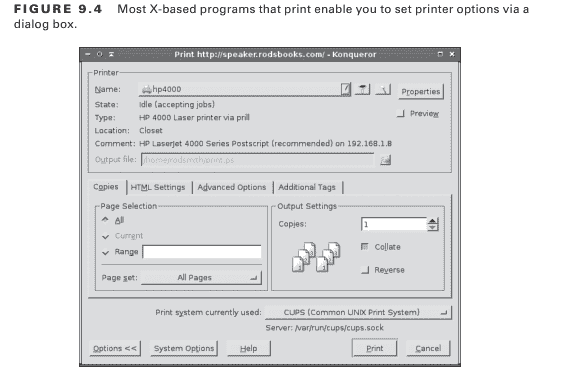 FIGURE 9.4 Most X-based programs that print enable you to set printer options via a
dialog box.
Print http://speaker.rodsbooks.com/ - Konqueror
Printer
Name: hp4000 Properties
State: Idle (accepting jobs) Preview
Type: HP 4000 Laser printer via prill
Location: Closet
Comment: HP LaserJet 4000 Series Postscript (recommended) on 192.168.1.8
Output file: /home/rodsmith/print.ps
Copies HTML Settings Advanced Options Additional Tags
Page Selection Output Settings
All Copies: 1
Current
Range Collate
Reverse
Page set: All Pages
Print system currently used: CUPS (Common UNIX Print System)
Server: /var/run/cups/cups.sock
Options << System Options Help Print Cancel